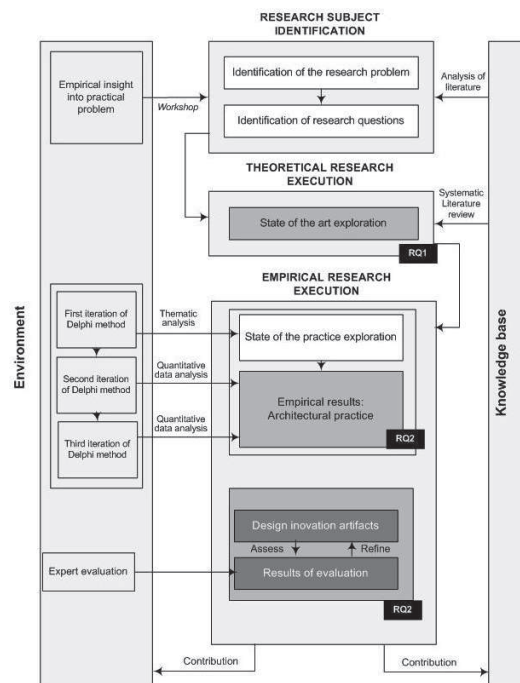 RESEARCH SUBJECT
IDENTIFICATION
Empirical insight
into practical
problem
Workshop
Identification of the research problem
Identification of research questions
Analysis of
literature
THEORETICAL RESEARCH
EXECUTION
State of the art exploration
RQ1
Systematic
Literature
review
EMPIRICAL RESEARCH
EXECUTION
Environment
Knowledge base
First iteration of
Delphi method
Thematic
analysis
State of the practice exploration
Second iteration
of Delphi method
Quantitative
data analysis
Empirical results:
Architectural practice
Third iteration of
Delphi method
Quantitative
data analysis
RQ2
Design inovation artifacts
Assess
Refine
Expert evaluation
Results of evaluation
RQ2
Contribution
Contribution